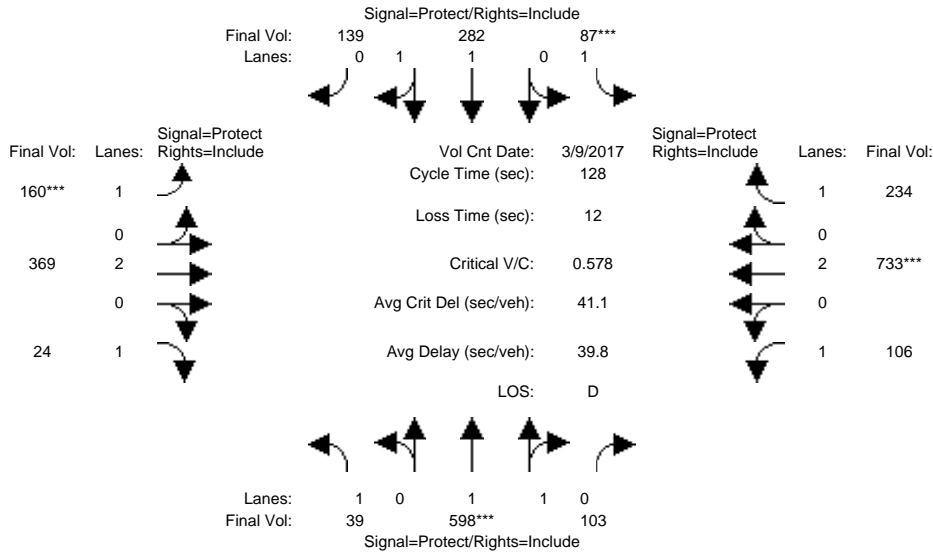 Signal=Protect/Rights=Include
Final Vol: 139 282 87***
Lanes: 0 1 1 0 1
Signal=Protect
Final Vol: Lanes: Rights=Include
Vol Cnt Date: 3/9/2017
Signal=Protect
Rights=Include Lanes: Final Vol:
Cycle Time (sec): 128
160*** 1
1 234
Loss Time (sec): 12
0
0
369 2
Critical V/C: 0.578
2 733***
0
Avg Crit Del (sec/veh): 41.1
0
24 1
Avg Delay (sec/veh): 39.8
1 106
LOS: D
Lanes: 1 0 1 1 0
Final Vol: 39 598*** 103
Signal=Protect/Rights=Include